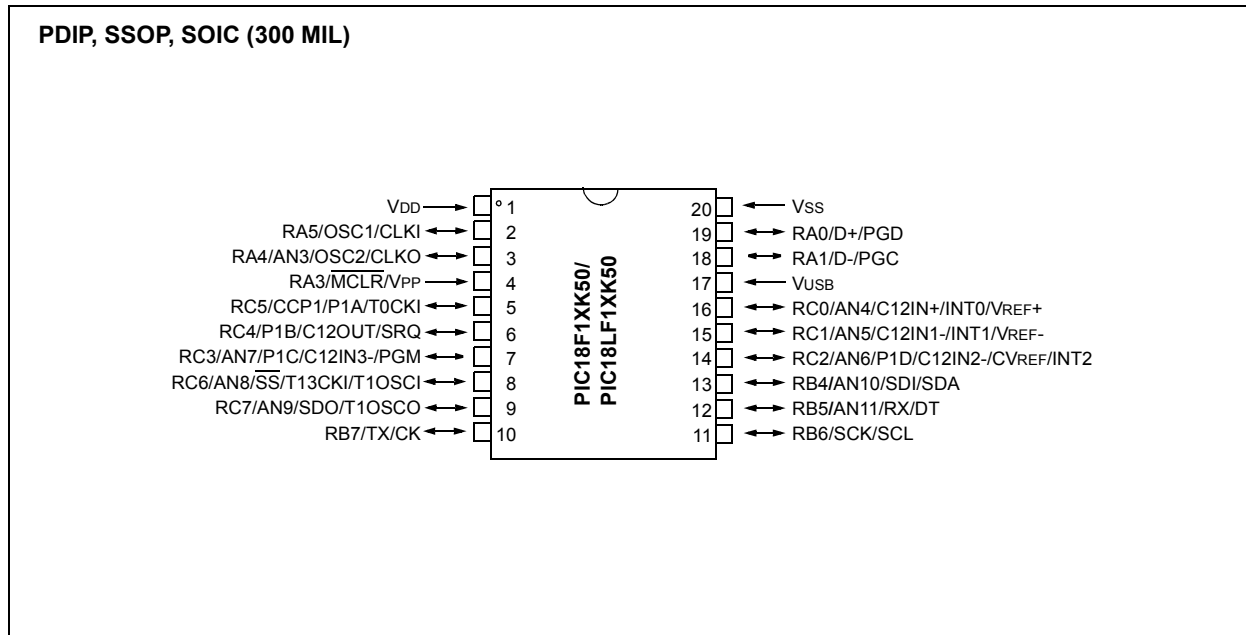 PDIP, SSOP, SOIC (300 MIL)
VDD
RA5/OSC1/CLKI
RA4/AN3/OSC2/CLKO
RA3/MCLR/VPP
RC5/CCP1/P1A/T0CKI
RC4/P1B/C12OUT/SRQ
RC3/AN7/P1C/C12IN3-/PGM
RC6/AN8/SS/T13CKI/T1OSCI
RC7/AN9/SDO/T1OSCO
RB7/TX/CK
1
2
3
4
5
6
7
8
9
10
PIC18F1XK50/
PIC18LF1XK50
20
19
18
17
16
15
14
13
12
11
VSS
RA0/D+/PGD
RA1/D-/PGC
VUSB
RC0/AN4/C12IN+/INT0/VREF+
RC1/AN5/C12IN1-/INT1/VREF-
RC2/AN6/P1D/C12IN2-/CVREF/INT2
RB4/AN10/SDI/SDA
RB5/AN11/RX/DT
RB6/SCK/SCL